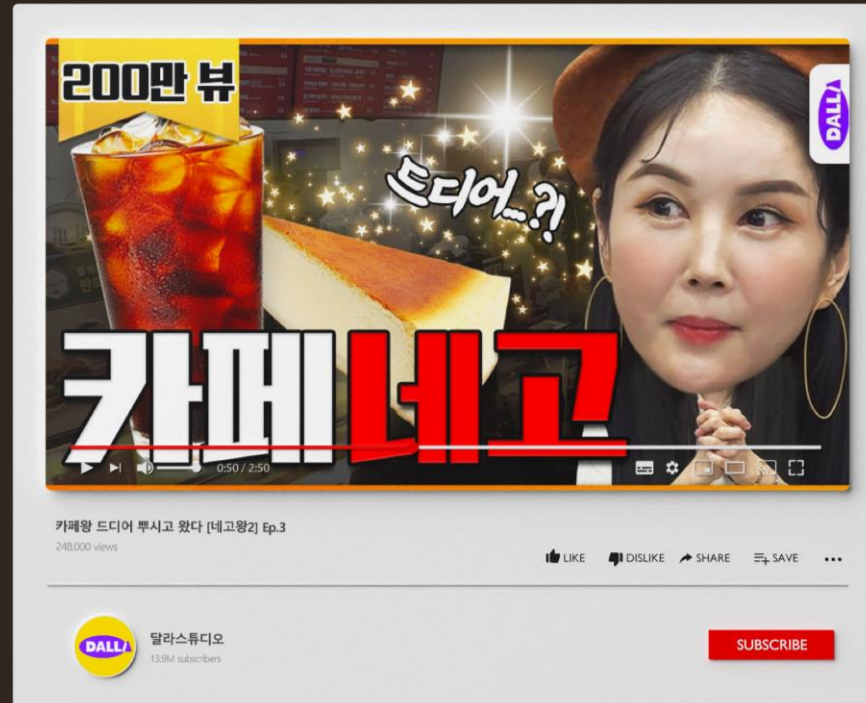 200만 뷰
DALLA
드디어...?!
카페네고
0:50 / 2:50
카페왕 드디어 뿌시고 왔다 [네고왕2] Ep.3
248,000 views
LIKE
DISLIKE
SHARE
SAVE
DALLA
달라스튜디오
13.9M subscribers
SUBSCRIBE